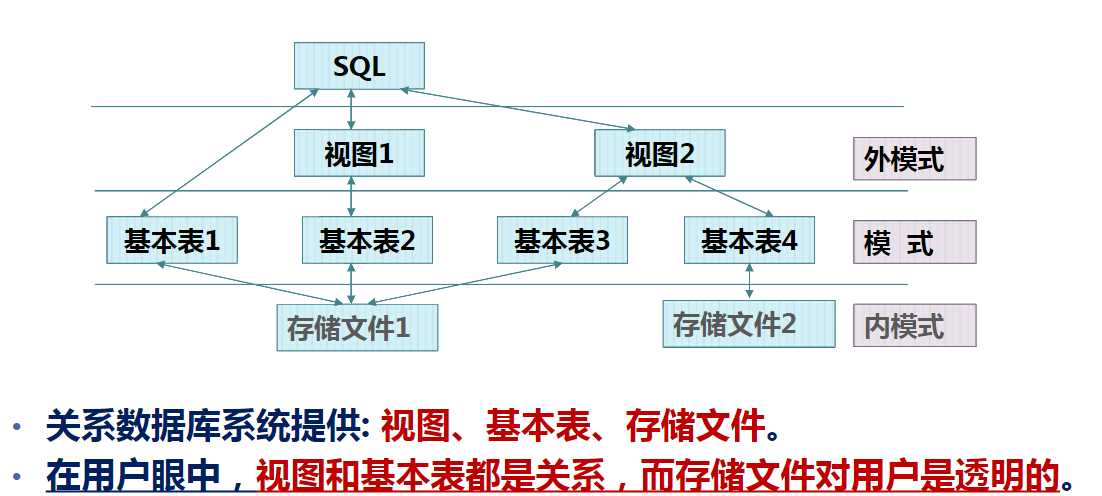 SQL
视图1
视图2
外模式
基本表1
基本表2
基本表3
基本表4
模 式
存储文件1
存储文件2
内模式
• 关系数据库系统提供: 视图、基本表、存储文件。
• 在用户眼中，视图和基本表都是关系，而存储文件对用户是透明的。